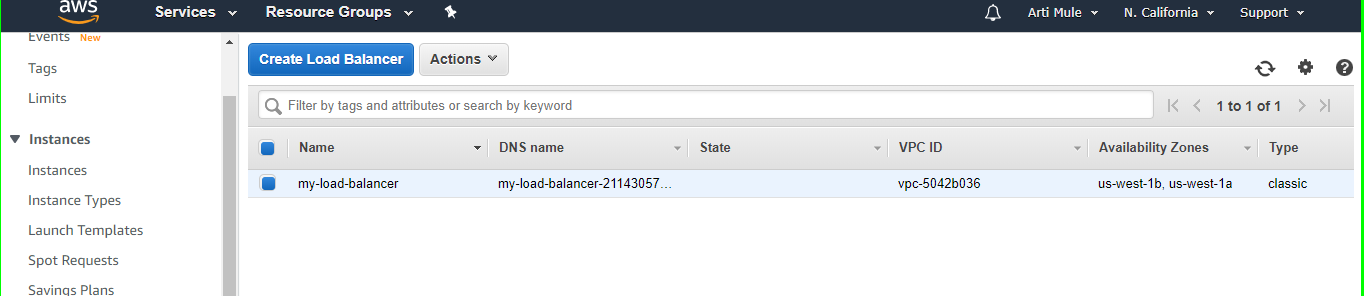 aws
Services
Resource Groups
Arti Mule
N. California
Support
Events New
Tags
Limits
Instances
Instances
Instance Types
Launch Templates
Spot Requests
Savings Plans
Create Load Balancer
Actions
Filter by tags and attributes or search by keyword
1 to 1 of 1
Name DNS name State VPC ID Availability Zones Type
my-load-balancer my-load-balancer-21143057... vpc-5042b036 us-west-1b, us-west-1a classic